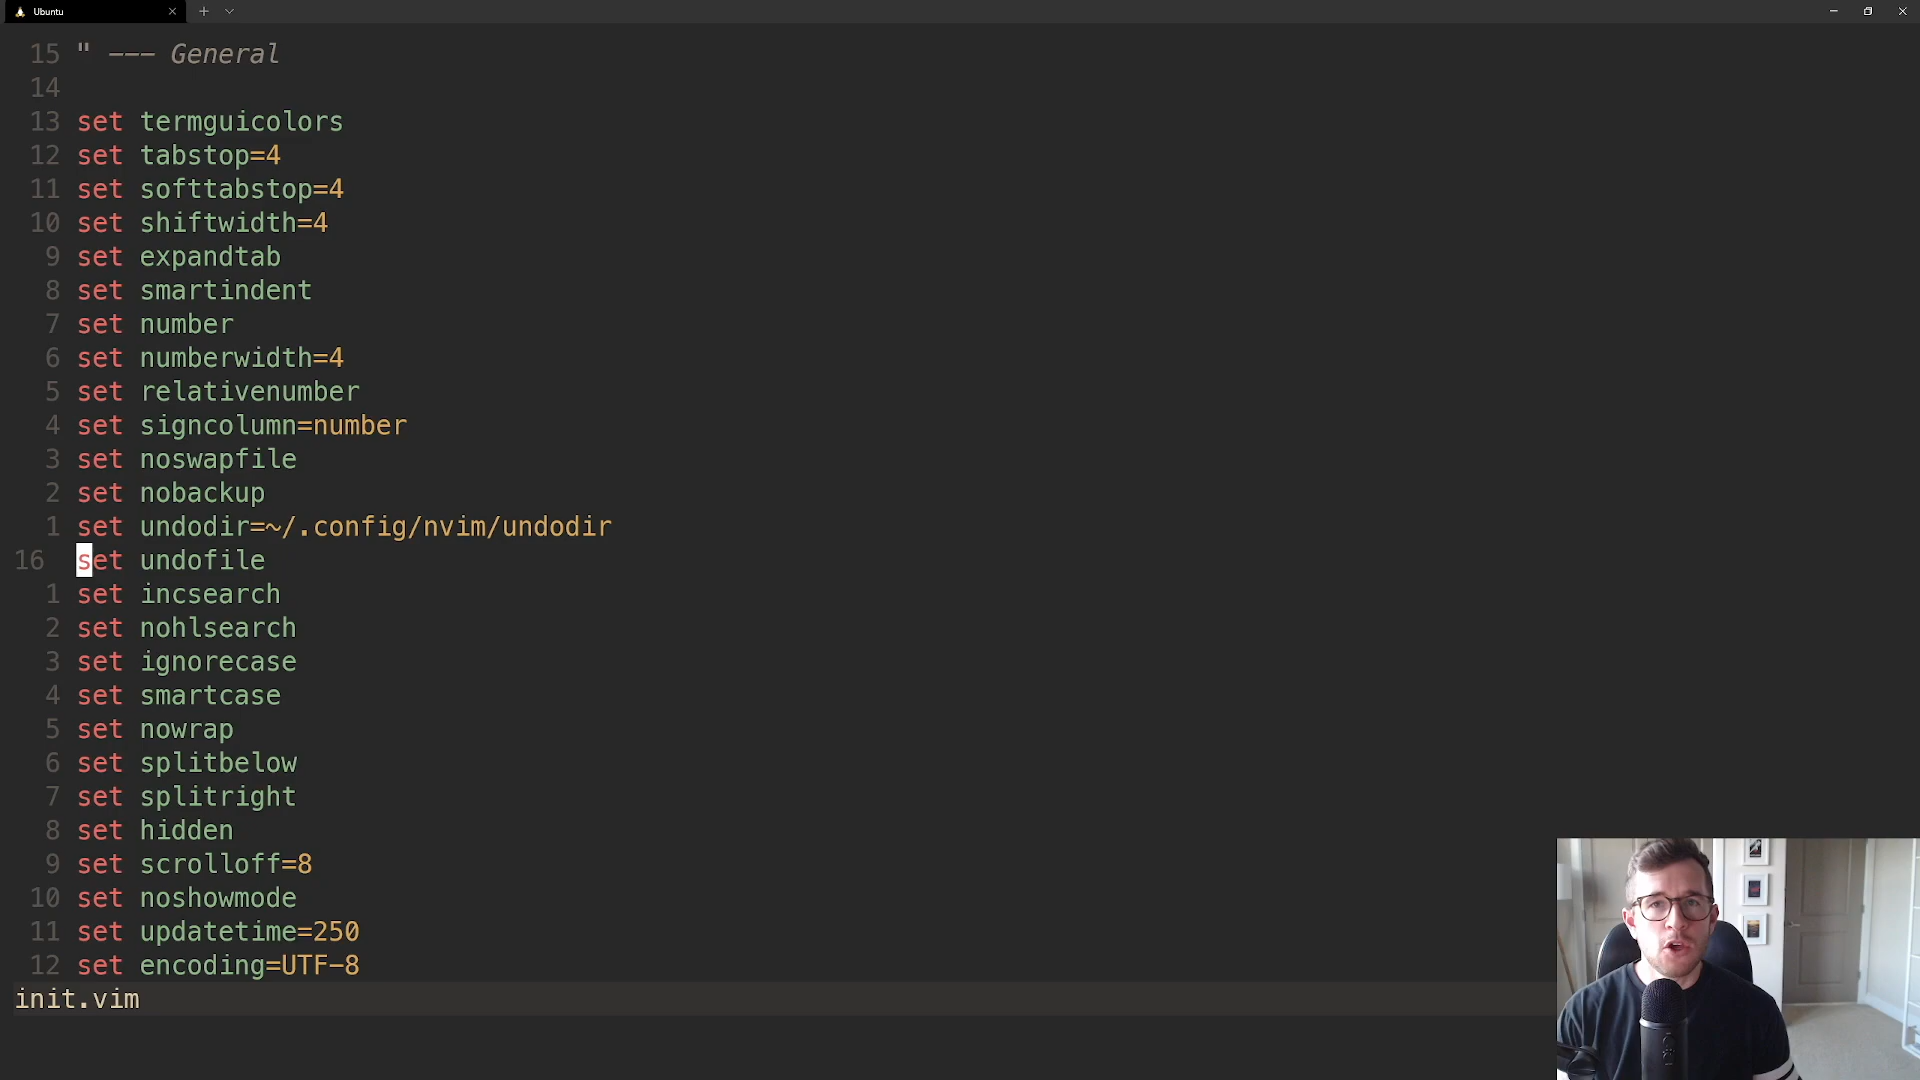 Ubuntu
15 " --- General
14
13 set termguicolors
12 set tabstop=4
11 set softtabstop=4
10 set shiftwidth=4
9 set expandtab
8 set smartindent
7 set number
6 set numberwidth=4
5 set relativenumber
4 set signcolumn=number
3 set noswapfile
2 set nobackup
1 set undodir=~/.config/nvim/undodir
16 set undofile
1 set incsearch
2 set nohlsearch
3 set ignorecase
4 set smartcase
5 set nowrap
6 set splitbelow
7 set splitright
8 set hidden
9 set scrolloff=8
10 set noshowmode
11 set updatetime=250
12 set encoding=UTF-8
init.vim